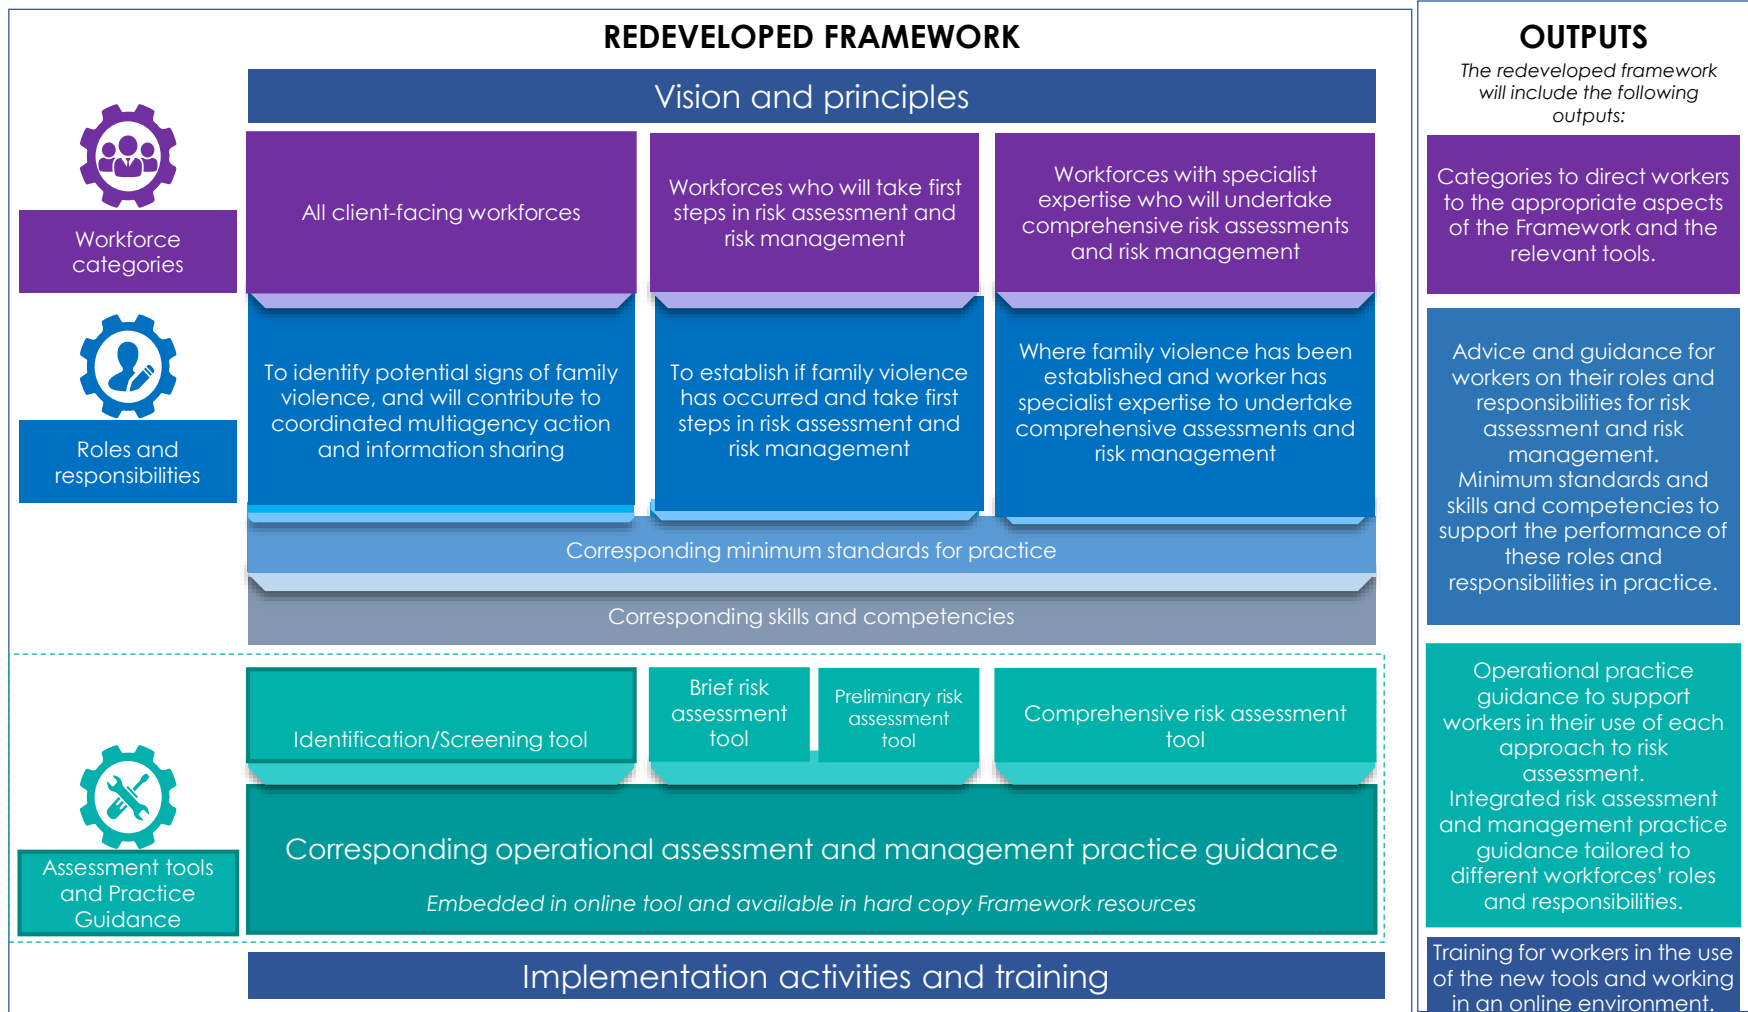 REDEVELOPED FRAMEWORK
Vision and principles
Workforce
categories
All client-facing workforces
Workforces who will take first
steps in risk assessment and
risk management
Workforces with specialist
expertise who will undertake
comprehensive risk assessments
and risk management
Roles and
responsibilities
To identify potential signs of family
violence, and will contribute to
coordinated multiagency action
and information sharing
To establish if family violence
has occurred and take first
steps in risk assessment and
risk management
Where family violence has been
established and worker has
specialist expertise to undertake
comprehensive assessments and
risk management
Corresponding minimum standards for practice
Corresponding skills and competencies
Assessment tools
and Practice
Guidance
Identification/Screening tool
Brief risk
assessment
tool
Preliminary risk
assessment
tool
Comprehensive risk assessment
tool
Corresponding operational assessment and management practice guidance
Embedded in online tool and available in hard copy Framework resources
Implementation activities and training
OUTPUTS
The redeveloped framework
will include the following
outputs:
Categories to direct workers
to the appropriate aspects
of the Framework and the
relevant tools.
Advice and guidance for
workers on their roles and
responsibilities for risk
assessment and risk
management.
Minimum standards and
skills and competencies to
support the performance of
these roles and
responsibilities in practice.
Operational practice
guidance to support
workers in their use of each
approach to risk
assessment.
Integrated risk assessment
and management practice
guidance tailored to
different workforces' roles
and responsibilities.
Training for workers in the use
of the new tools and working
in an online environment.